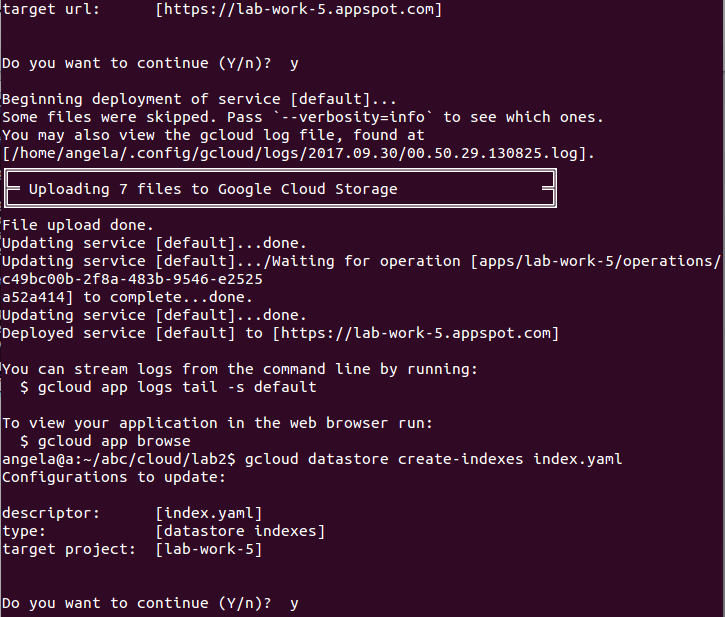 target url:      [https://lab-work-5.appspot.com]
Do you want to continue (Y/n)?  y
Beginning deployment of service [default]...
Some files were skipped. Pass `--verbosity=info` to see which ones.
You may also view the gcloud log file, found at
[/home/angela/.config/gcloud/logs/2017.09.30/00.50.29.130825.log].
Uploading 7 files to Google Cloud Storage
File upload done.
Updating service [default]...done.
Updating service [default].../Waiting for operation [apps/lab-work-5/operations/
c49bc00b-2f8a-483b-9546-e2525
a52a414] to complete...done.
Updating service [default]...done.
Deployed service [default] to [https://lab-work-5.appspot.com]
You can stream logs from the command line by running:
  $ gcloud app logs tail -s default
To view your application in the web browser run:
  $ gcloud app browse
angela@a:~/abc/cloud/lab2$ gcloud datastore create-indexes index.yaml
Configurations to update:
descriptor:      [index.yaml]
type:            [datastore indexes]
target project:  [lab-work-5]
Do you want to continue (Y/n)?  y